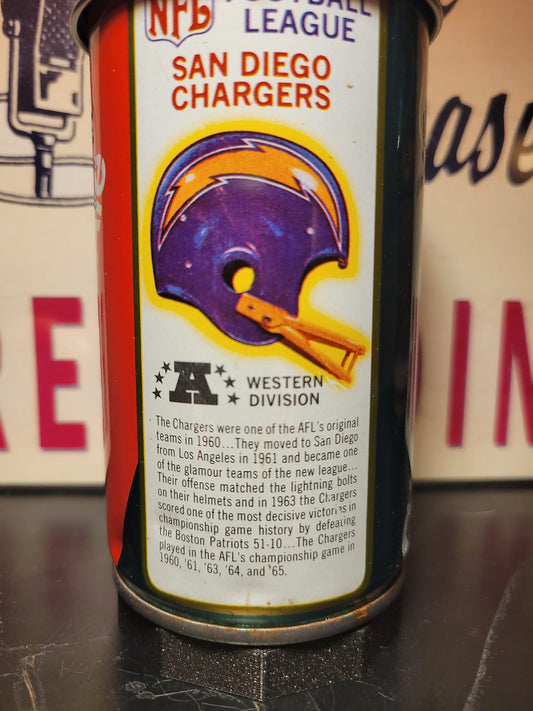 NFL FOOTBALL
LEAGUE
SAN DIEGO
CHARGERS
A WESTERN
DIVISION
The Chargers were one of the AFL's original
teams in 1960...They moved to San Diego
from Los Angeles in 1961 and became one
of the glamour teams of the new league...
Their offense matched the lightning bolts
on their helmets and in 1963 the Chargers
scored one of the most decisive victories in
championship game history by defeating
the Boston Patriots 51-10...The Chargers
played in the AFL's championship game in
1960, '61, '63, '64, and '65.